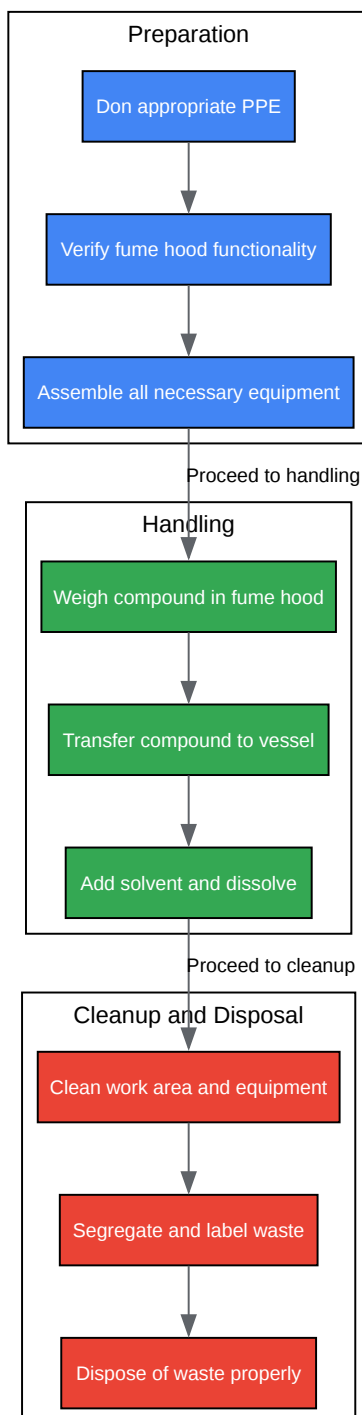 Preparation
Don appropriate PPE
Verify fume hood functionality
Assemble all necessary equipment
Proceed to handling
Handling
Weigh compound in fume hood
Transfer compound to vessel
Add solvent and dissolve
Proceed to cleanup
Cleanup and Disposal
Clean work area and equipment
Segregate and label waste
Dispose of waste properly